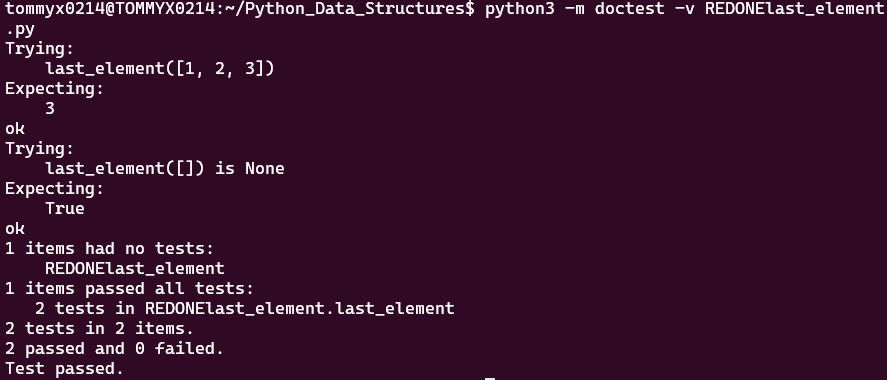 tommyx0214@TOMMYX0214:~/Python_Data_Structures$ python3 -m doctest -v REDONElast_element
.py
Trying:
    last_element([1, 2, 3])
Expecting:
    3
ok
Trying:
    last_element([]) is None
Expecting:
    True
ok
1 items had no tests:
    REDONElast_element
1 items passed all tests:
   2 tests in REDONElast_element.last_element
2 tests in 2 items.
2 passed and 0 failed.
Test passed.